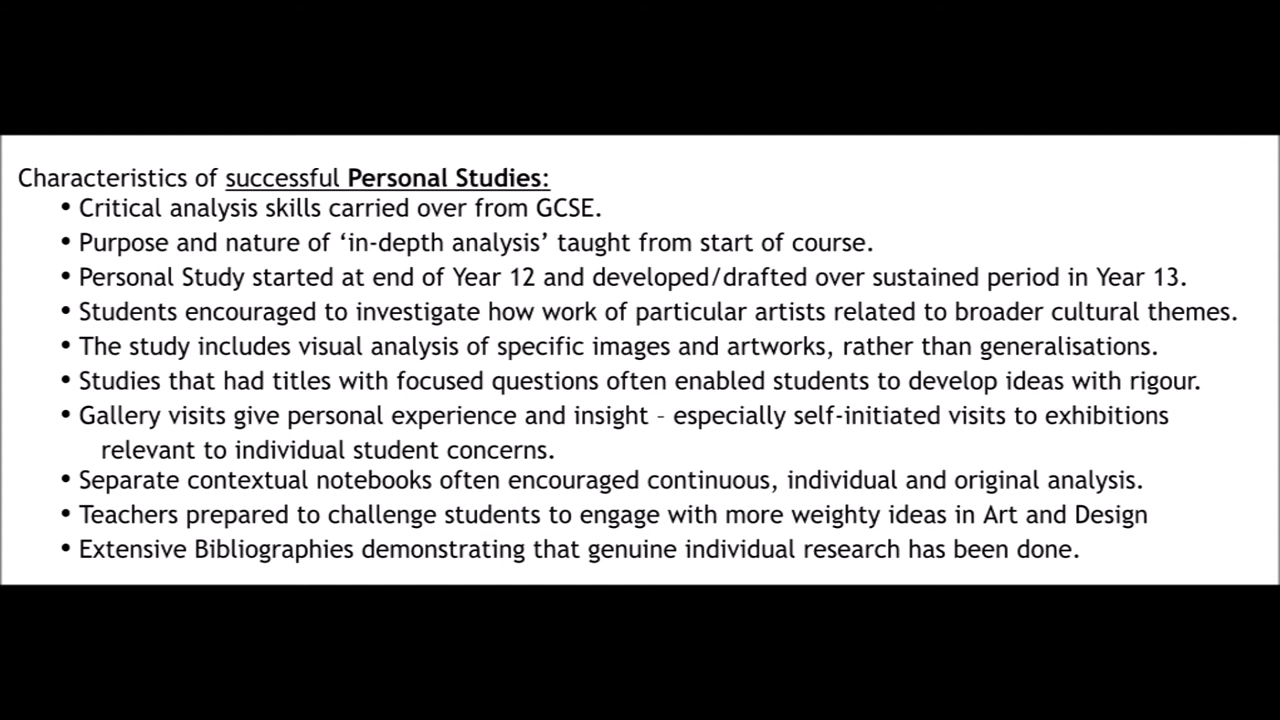 Characteristics of successful Personal Studies:
• Critical analysis skills carried over from GCSE.
• Purpose and nature of ‘in-depth analysis’ taught from start of course.
• Personal Study started at end of Year 12 and developed/drafted over sustained period in Year 13.
• Students encouraged to investigate how work of particular artists related to broader cultural themes.
• The study includes visual analysis of specific images and artworks, rather than generalisations.
• Studies that had titles with focused questions often enabled students to develop ideas with rigour.
• Gallery visits give personal experience and insight – especially self-initiated visits to exhibitions
relevant to individual student concerns.
• Separate contextual notebooks often encouraged continuous, individual and original analysis.
• Teachers prepared to challenge students to engage with more weighty ideas in Art and Design
• Extensive Bibliographies demonstrating that genuine individual research has been done.